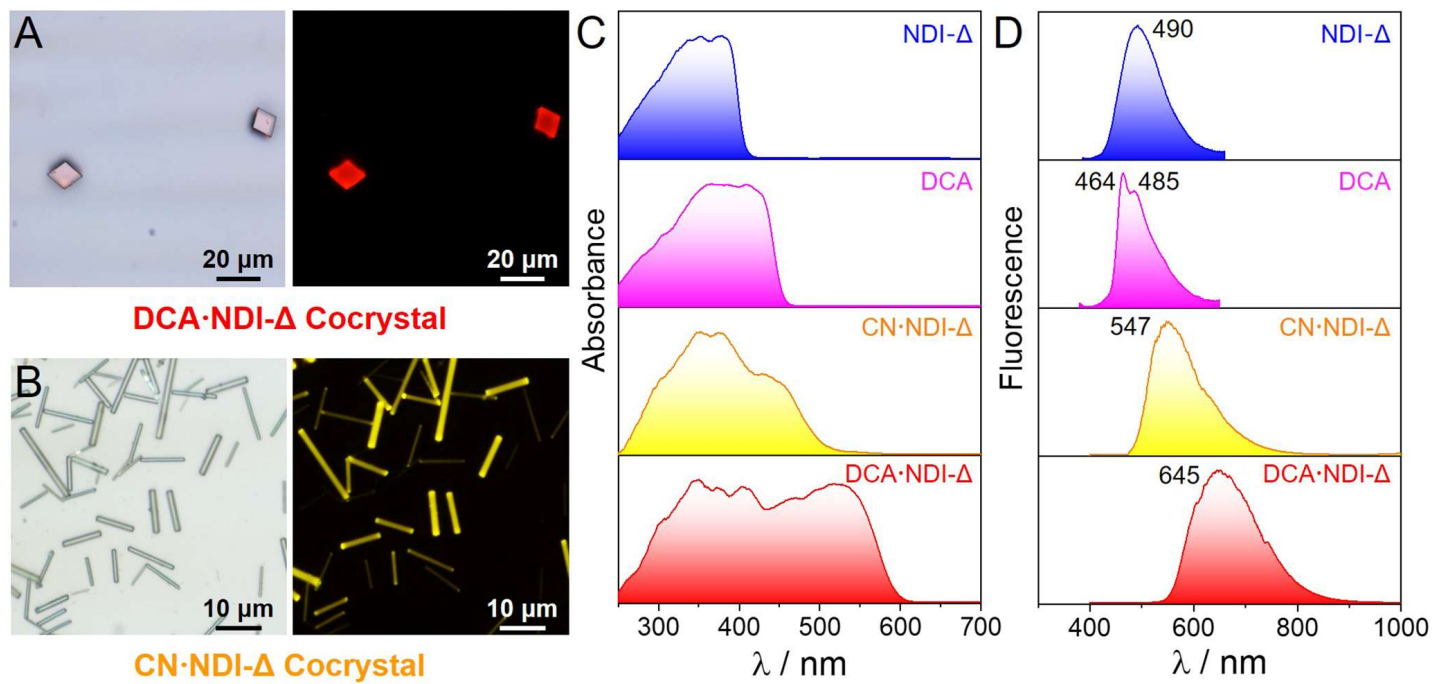 A
20 μm
20 μm
DCA·NDI-Δ Cocrystal
B
10 μm
10 μm
CN·NDI-Δ Cocrystal
C
Absorbance
NDI-Δ
DCA
CN·NDI-Δ
DCA·NDI-Δ
300 400 500 600 700
λ / nm
D
Fluorescence
490
NDI-Δ
464 485
DCA
547
CN·NDI-Δ
645
DCA·NDI-Δ
400 600 800 1000
λ / nm